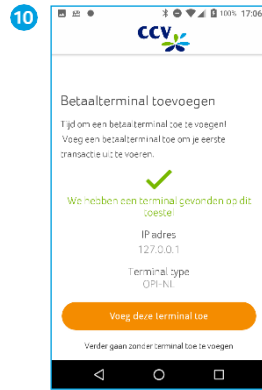 10
100% 17:06
CCV
Betaalterminal toevoegen
Tijd om een betaalterminal toe te voegen!
Voeg een betaalterminal toe om je eerste
transactie uit te voeren.
We hebben een terminal gevonden op dit
toestel
IP adres
127.0.0.1
Terminal type
OPI-NL
Voeg deze terminal toe
Verder gaan zonder terminal toe te voegen